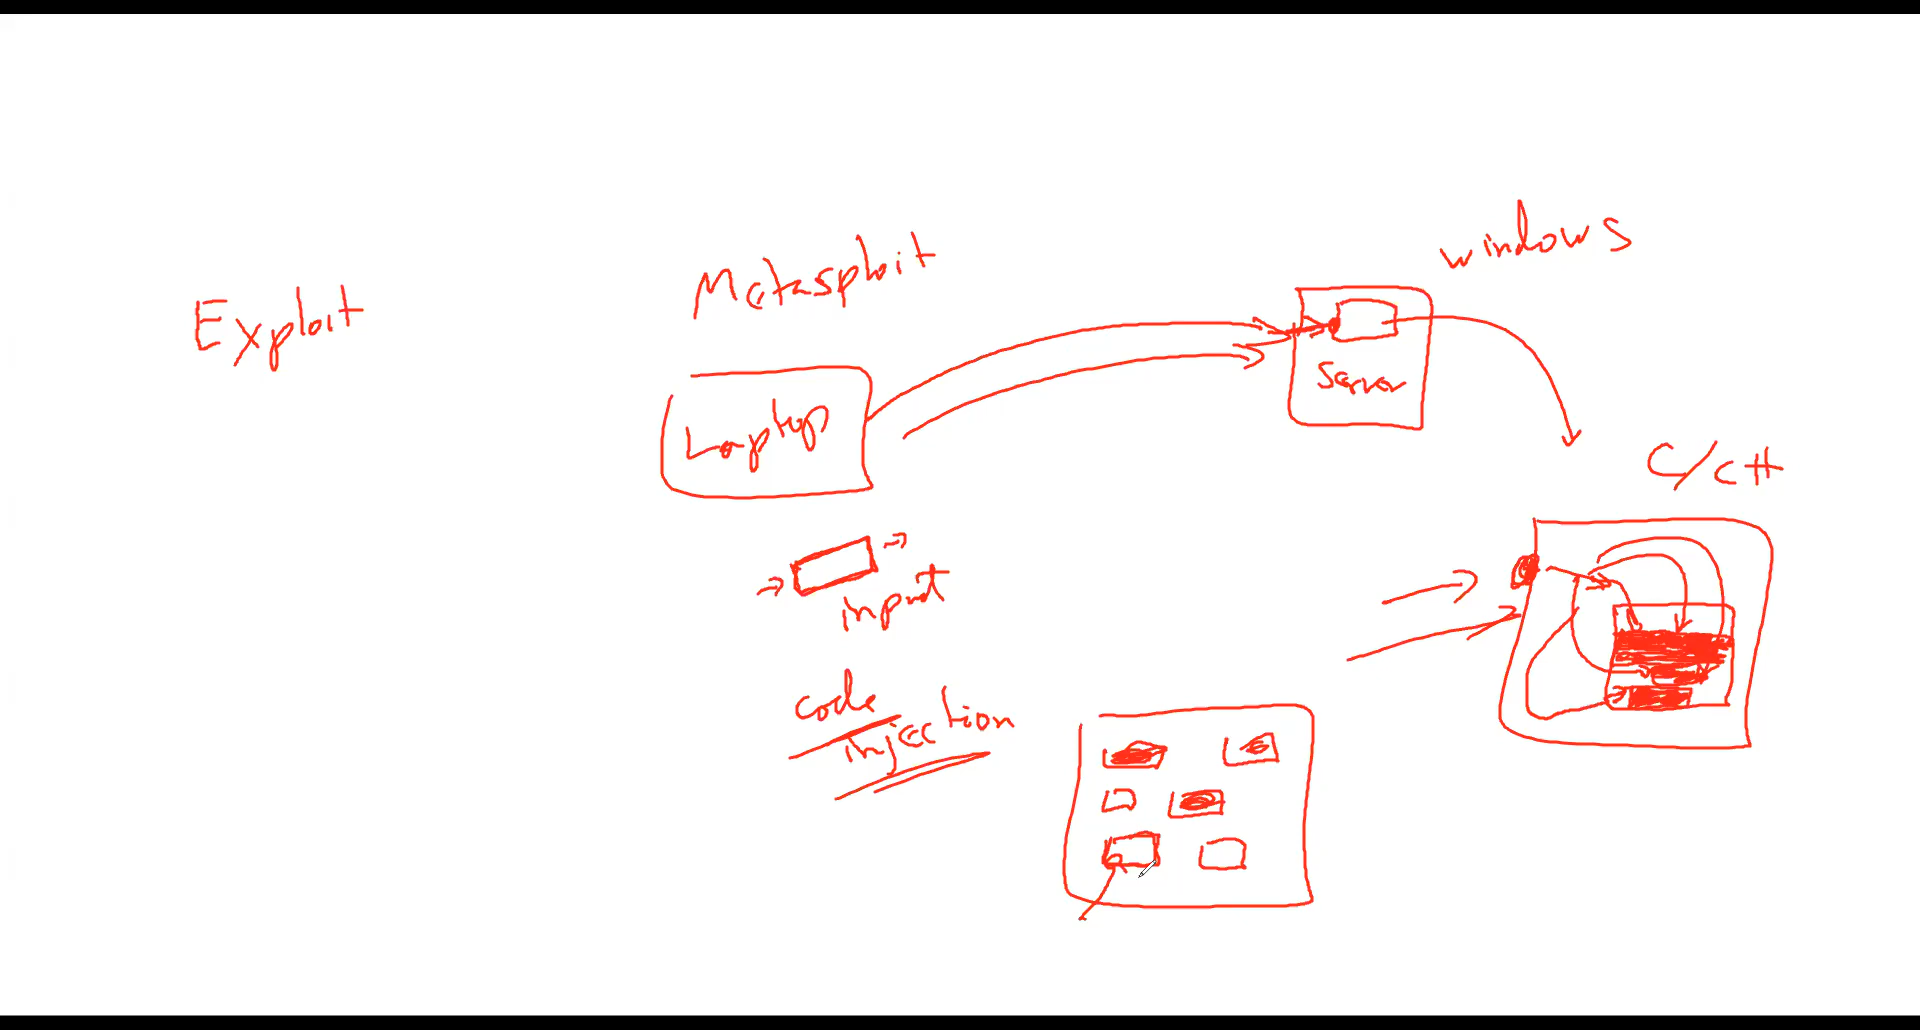 Exploit
Metasploit
windows
Laptop
Server
C/C++
input
code
injection